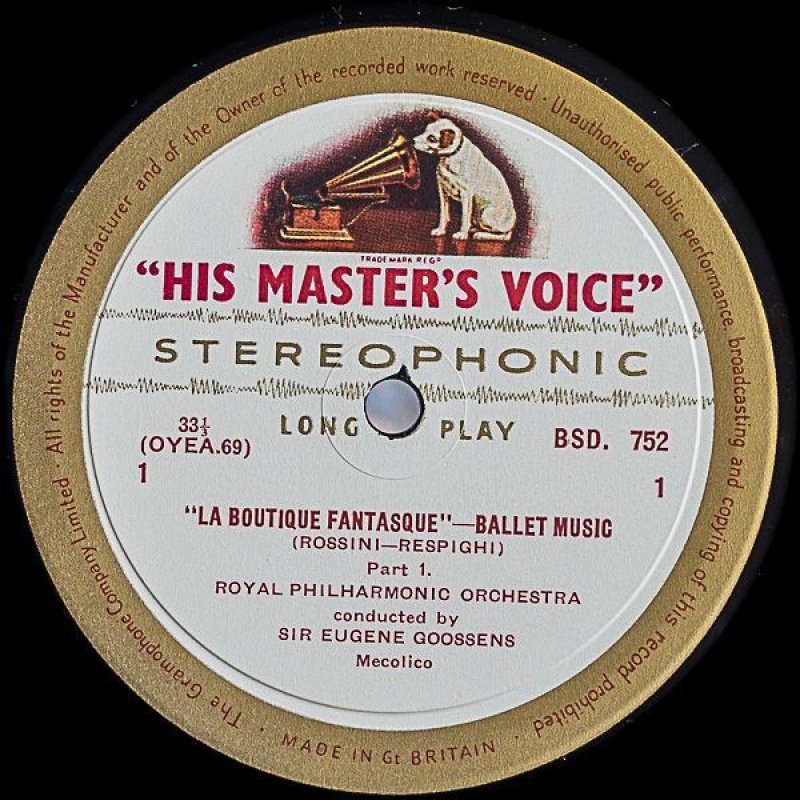 The Gramophone Company Limited · All rights of the Manufacturer and of the Owner of the recorded work reserved · Unauthorised public performance, broadcasting and copying of this record prohibited ·
TRADE MARK REGD
“HIS MASTER'S VOICE”
STEREOPHONIC
LONG PLAY
33⅓
(OYEA.69)
1
BSD. 752
1
"LA BOUTIQUE FANTASQUE"—BALLET MUSIC
(ROSSINI—RESPIGHI)
Part 1.
ROYAL PHILHARMONIC ORCHESTRA
conducted by
SIR EUGENE GOOSSENS
Mecolico
MADE IN Gt BRITAIN